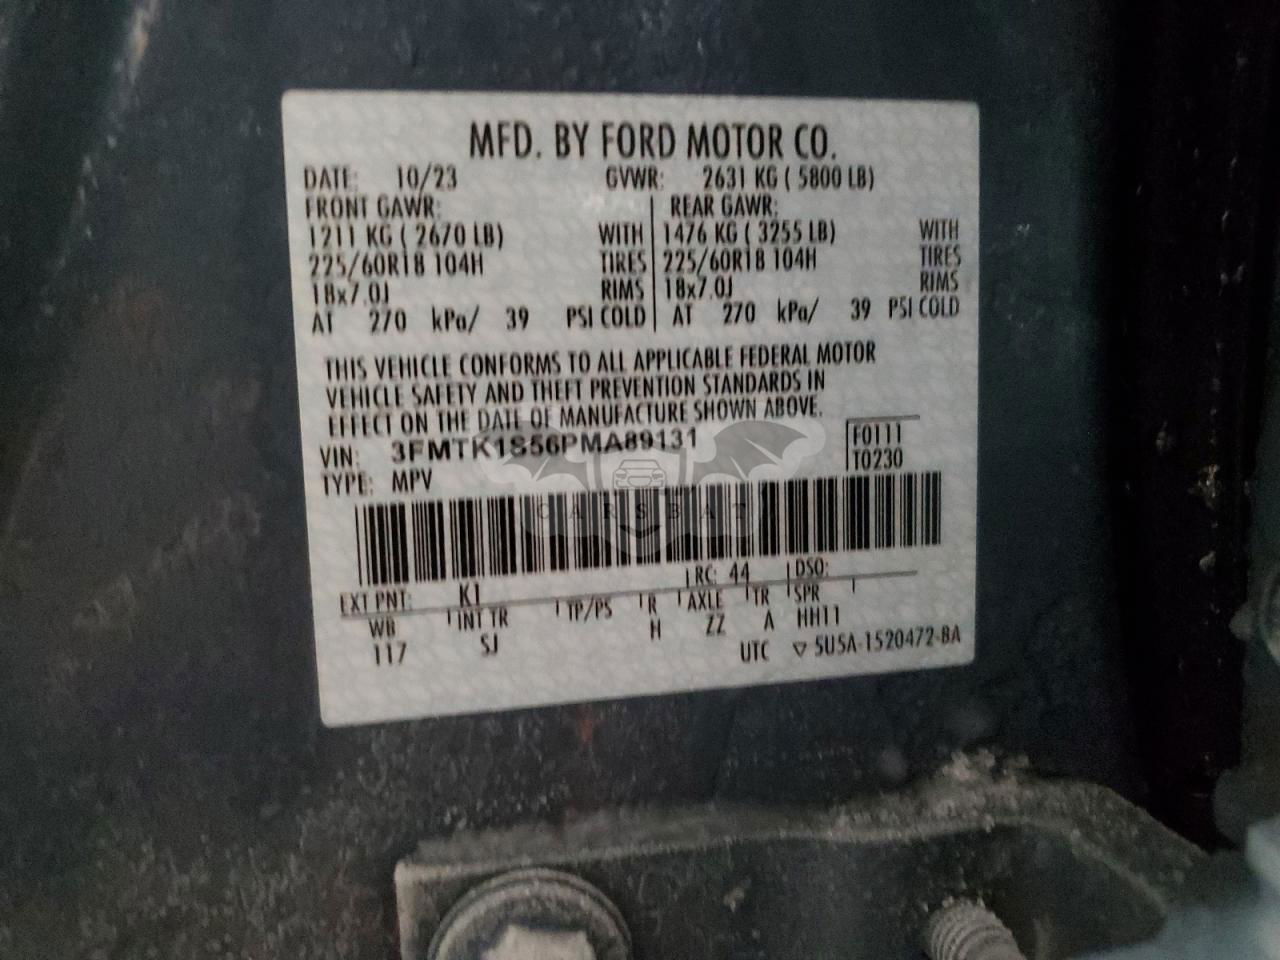 MFD. BY FORD MOTOR CO.
DATE: 10/23 GVWR: 2631 KG ( 5800 LB)
FRONT GAWR: REAR GAWR:
1211 KG ( 2670 LB) WITH 1476 KG ( 3255 LB) WITH
225/60R18 104H TIRES 225/60R18 104H TIRES
18x7.0J RIMS 18x7.0J RIMS
AT 270 kPa/ 39 PSI COLD AT 270 kPa/ 39 PSI COLD
THIS VEHICLE CONFORMS TO ALL APPLICABLE FEDERAL MOTOR
VEHICLE SAFETY AND THEFT PREVENTION STANDARDS IN
EFFECT ON THE DATE OF MANUFACTURE SHOWN ABOVE.
VIN: 3FMTK1S56PMA89131 F0111
TYPE: MPV T0230
CARSBAT
EXT PNT: K1 RC: 44 DSO:
WB INT TR TP/PS R AXLE TR SPR
117 SJ H ZZ A HH11
UTC ▽ 5U5A-1520472-BA